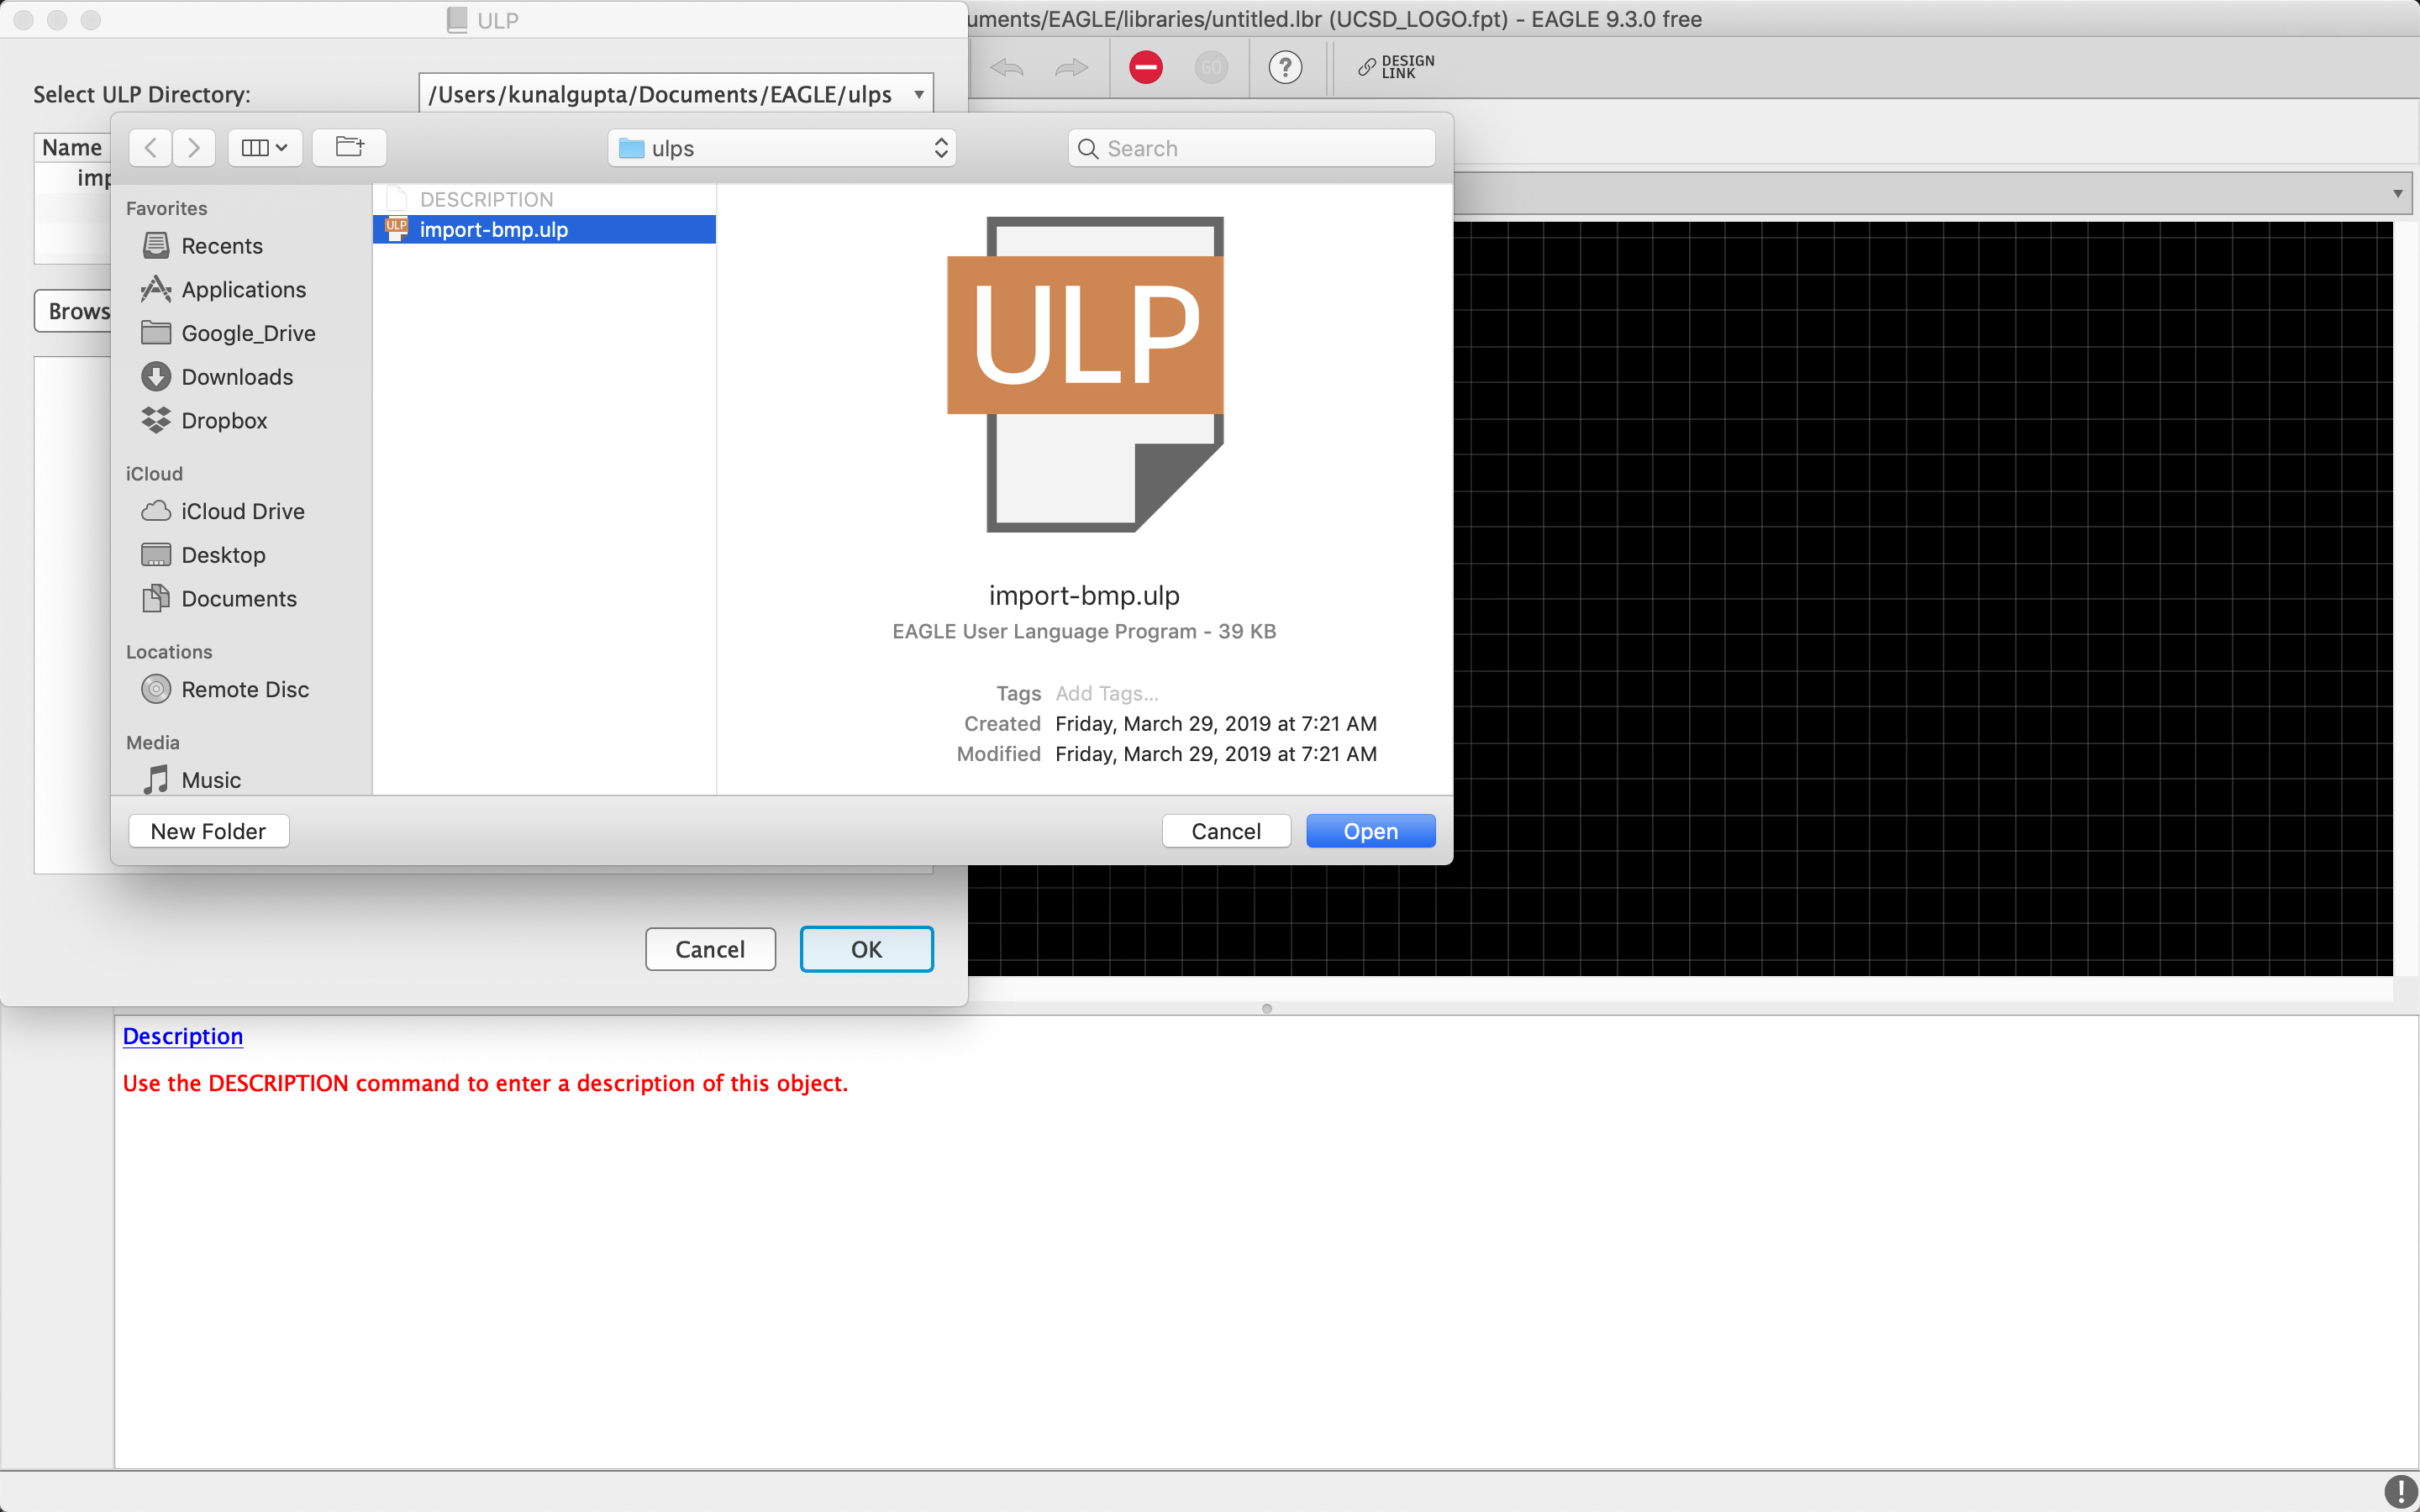 ULP
uments/EAGLE/libraries/untitled.lbr (UCSD_LOGO.fpt) - EAGLE 9.3.0 free
GO
?
DESIGN
LINK
Select ULP Directory:
/Users/kunalgupta/Documents/EAGLE/ulps
Name
imp
Brows
ulps
Search
Favorites
Recents
Applications
Google_Drive
Downloads
Dropbox
iCloud
iCloud Drive
Desktop
Documents
Locations
Remote Disc
Media
Music
DESCRIPTION
ULP
import-bmp.ulp
ULP
import-bmp.ulp
EAGLE User Language Program - 39 KB
Tags Add Tags...
Created Friday, March 29, 2019 at 7:21 AM
Modified Friday, March 29, 2019 at 7:21 AM
New Folder
Cancel
Open
Cancel
OK
Description
Use the DESCRIPTION command to enter a description of this object.